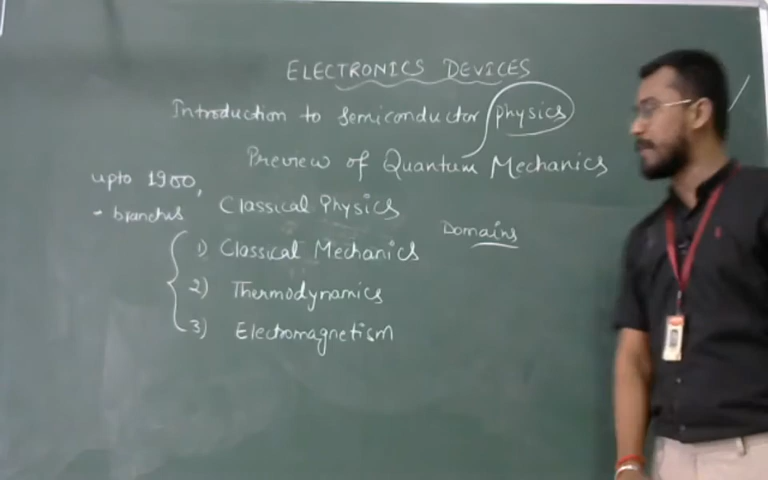 ELECTRONICS DEVICES
Introduction to Semiconductor physics
Preview of Quantum Mechanics
upto 1900,
- branches
Classical Physics
Domains
1) Classical Mechanics
2) Thermodynamics
3) Electromagnetism